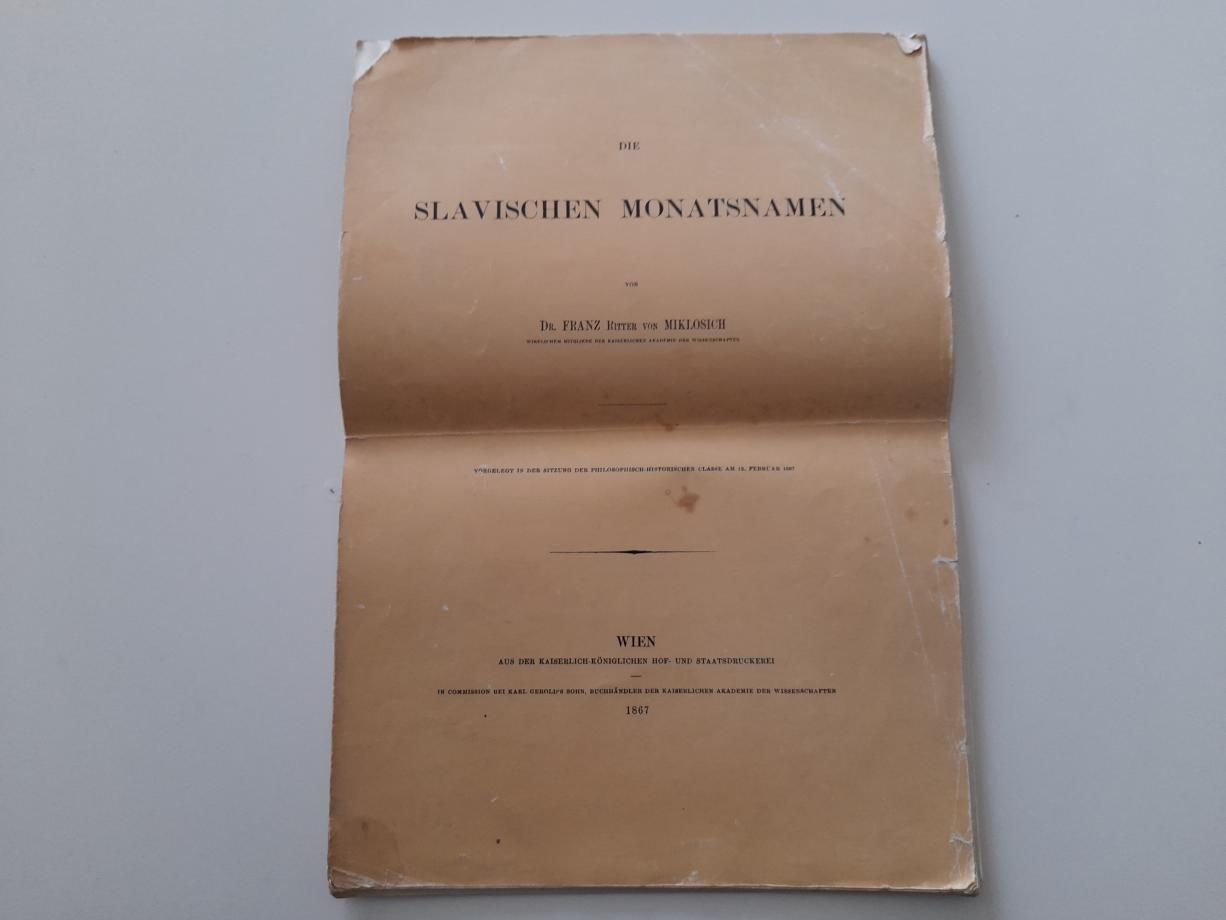 DIE
SLAVISCHEN MONATSNAMEN
VON
DR. FRANZ RITTER VON MIKLOSICH
WIRKLICHEM MITGLIEDE DER KAISERLICHEN AKADEMIE DER WISSENSCHAFTEN
VORGELEGT IN DER SITZUNG DER PHILOSOPHISCH-HISTORISCHEN CLASSE AM FEBRUAR 1867
WIEN
AUS DER KAISERLICH-KÖNIGLICHEN HOF- UND STAATSDRUCKEREI
IN COMMISSION BEI KARL GEROLD'S SOHN, BUCHHÄNDLER DER KAISERLICHEN AKADEMIE DER WISSENSCHAFTEN
1867